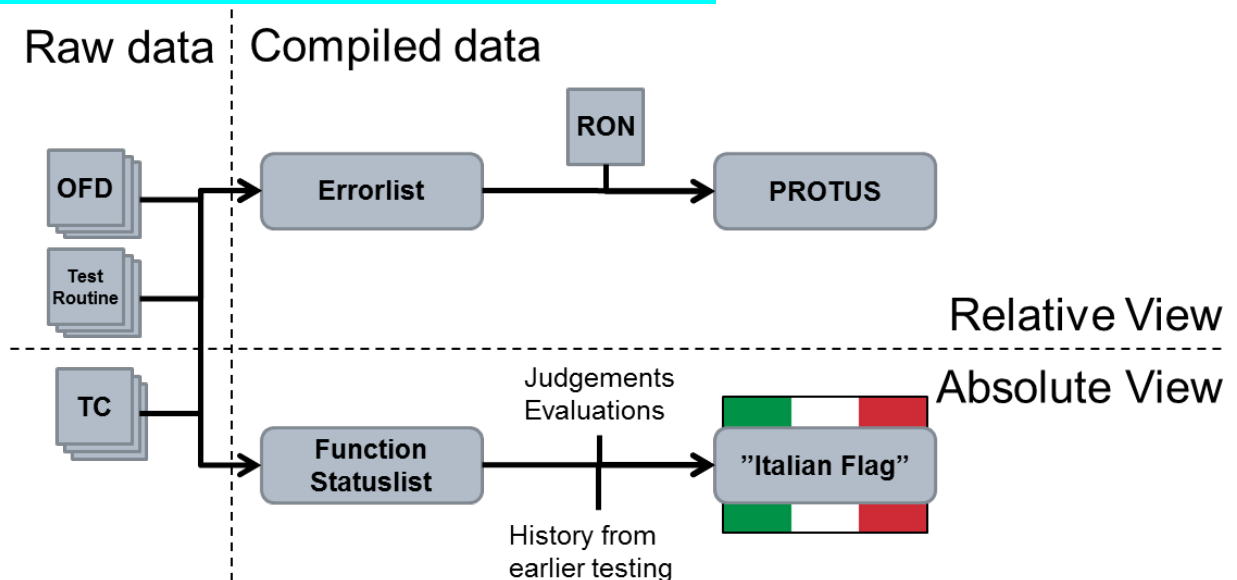 Raw data
Compiled data
RON
OFD
Errorlist
PROTUS
Test
Routine
Relative View
Absolute View
TC
Judgements
Evaluations
Function
Statuslist
”Italian Flag”
History from
earlier testing